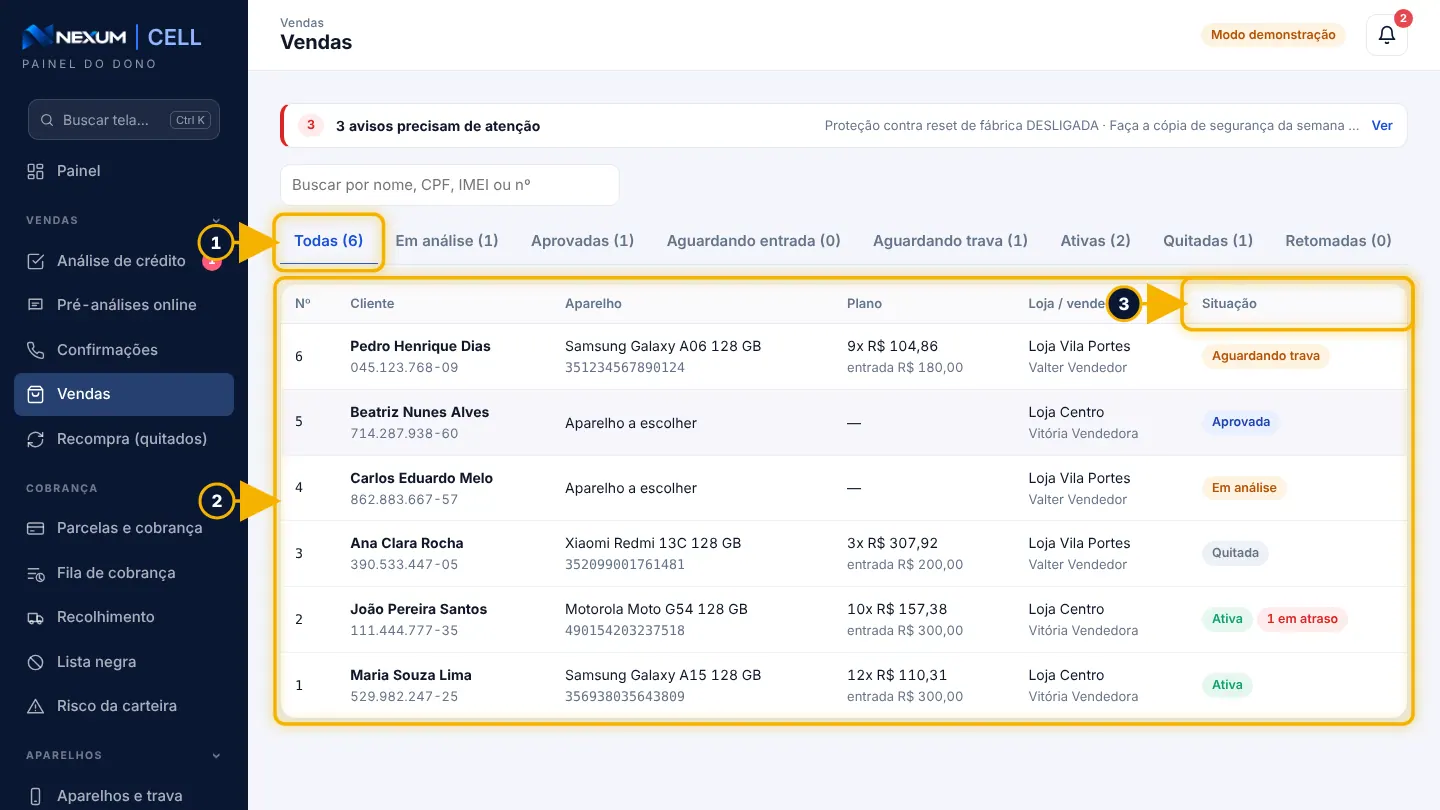 NEXUM | CELL
PAINEL DO DONO
Buscar tela... Ctrl K
Painel
VENDAS
Análise de crédito
Pré-análises online
Confirmações
Vendas
Recompra (quitados)
COBRANÇA
Parcelas e cobrança
Fila de cobrança
Recolhimento
Lista negra
Risco da carteira
APARELHOS
Aparelhos e trava
Vendas
Vendas
Modo demonstração
2
3 3 avisos precisam de atenção
Proteção contra reset de fábrica DESLIGADA · Faça a cópia de segurança da semana ... Ver
Buscar por nome, CPF, IMEI ou nº
1
Todas (6) Em análise (1) Aprovadas (1) Aguardando entrada (0) Aguardando trava (1) Ativas (2) Quitadas (1) Retomadas (0)
2
3
Nº Cliente Aparelho Plano Loja / vende Situação
6 Pedro Henrique Dias Samsung Galaxy A06 128 GB 9x R$ 104,86 Loja Vila Portes Aguardando trava
045.123.768-09 351234567890124 entrada R$ 180,00 Valter Vendedor
5 Beatriz Nunes Alves Aparelho a escolher — Loja Centro Aprovada
714.287.938-60 Vitória Vendedora
4 Carlos Eduardo Melo Aparelho a escolher — Loja Vila Portes Em análise
862.883.667-57 Valter Vendedor
3 Ana Clara Rocha Xiaomi Redmi 13C 128 GB 3x R$ 307,92 Loja Vila Portes Quitada
390.533.447-05 352099001761481 entrada R$ 200,00 Valter Vendedor
2 João Pereira Santos Motorola Moto G54 128 GB 10x R$ 157,38 Loja Centro Ativa 1 em atraso
111.444.777-35 490154203237518 entrada R$ 300,00 Vitória Vendedora
1 Maria Souza Lima Samsung Galaxy A15 128 GB 12x R$ 110,31 Loja Centro Ativa
529.982.247-25 356938035643809 entrada R$ 300,00 Vitória Vendedora